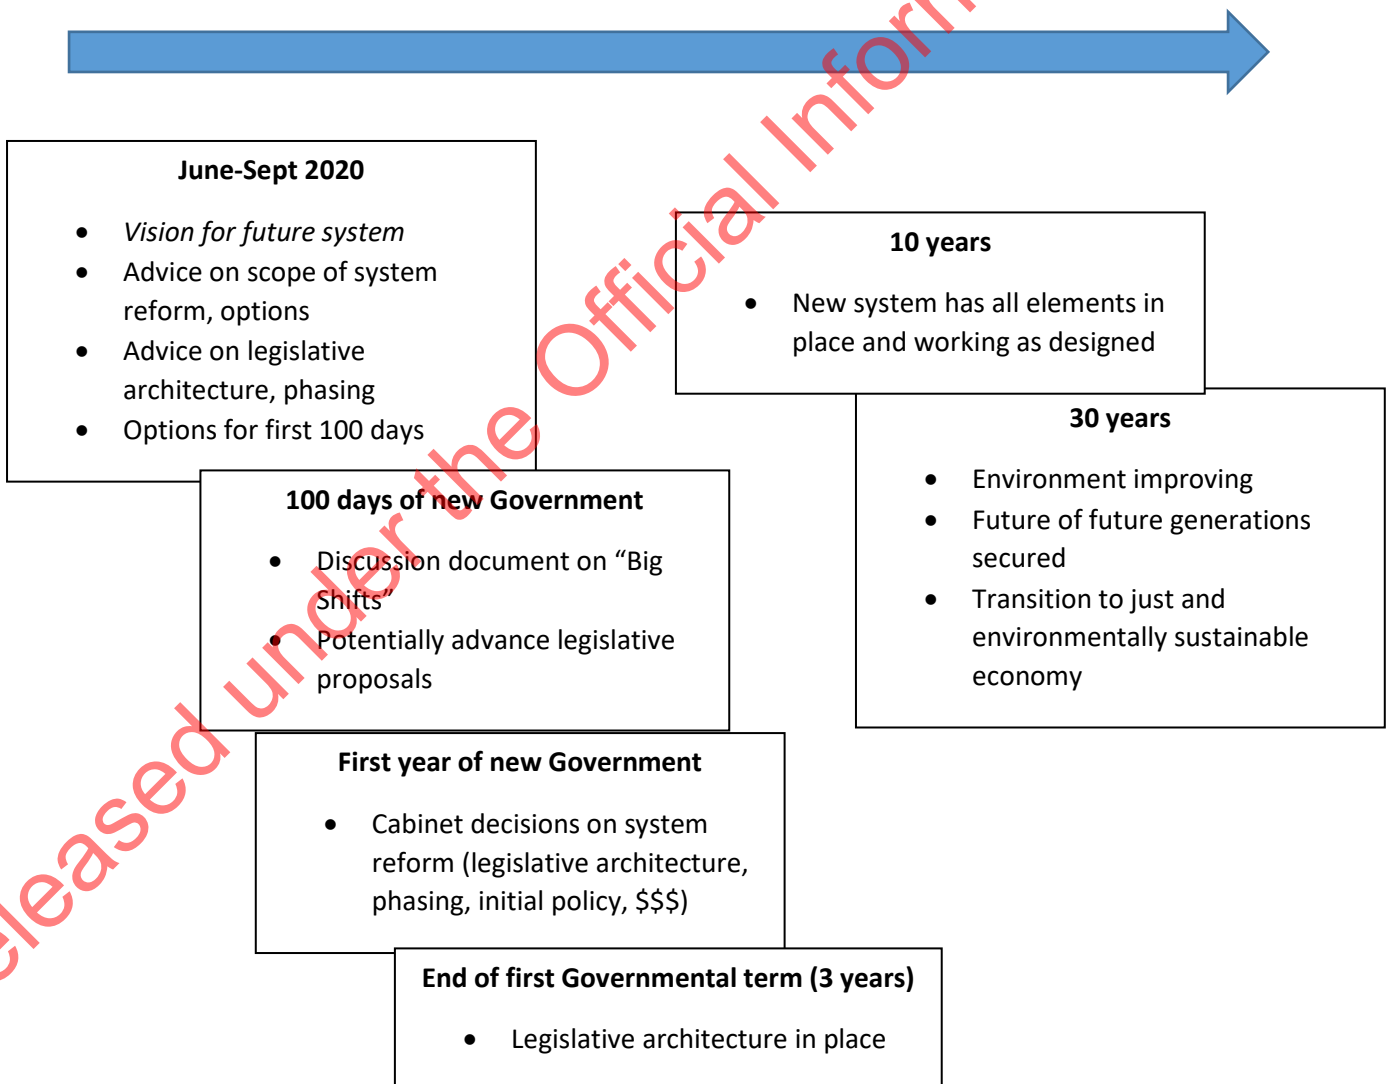 June-Sept 2020
• Vision for future system
• Advice on scope of system
reform, options
• Advice on legislative
architecture, phasing
• Options for first 100 days
100 days of new Government
• Discussion document on “Big
Shifts”
• Potentially advance legislative
proposals
First year of new Government
• Cabinet decisions on system
reform (legislative architecture,
phasing, initial policy, $$$)
End of first Governmental term (3 years)
• Legislative architecture in place
10 years
• New system has all elements in
place and working as designed
30 years
• Environment improving
• Future of future generations
secured
• Transition to just and
environmentally sustainable
economy
eleased under the Official Inform